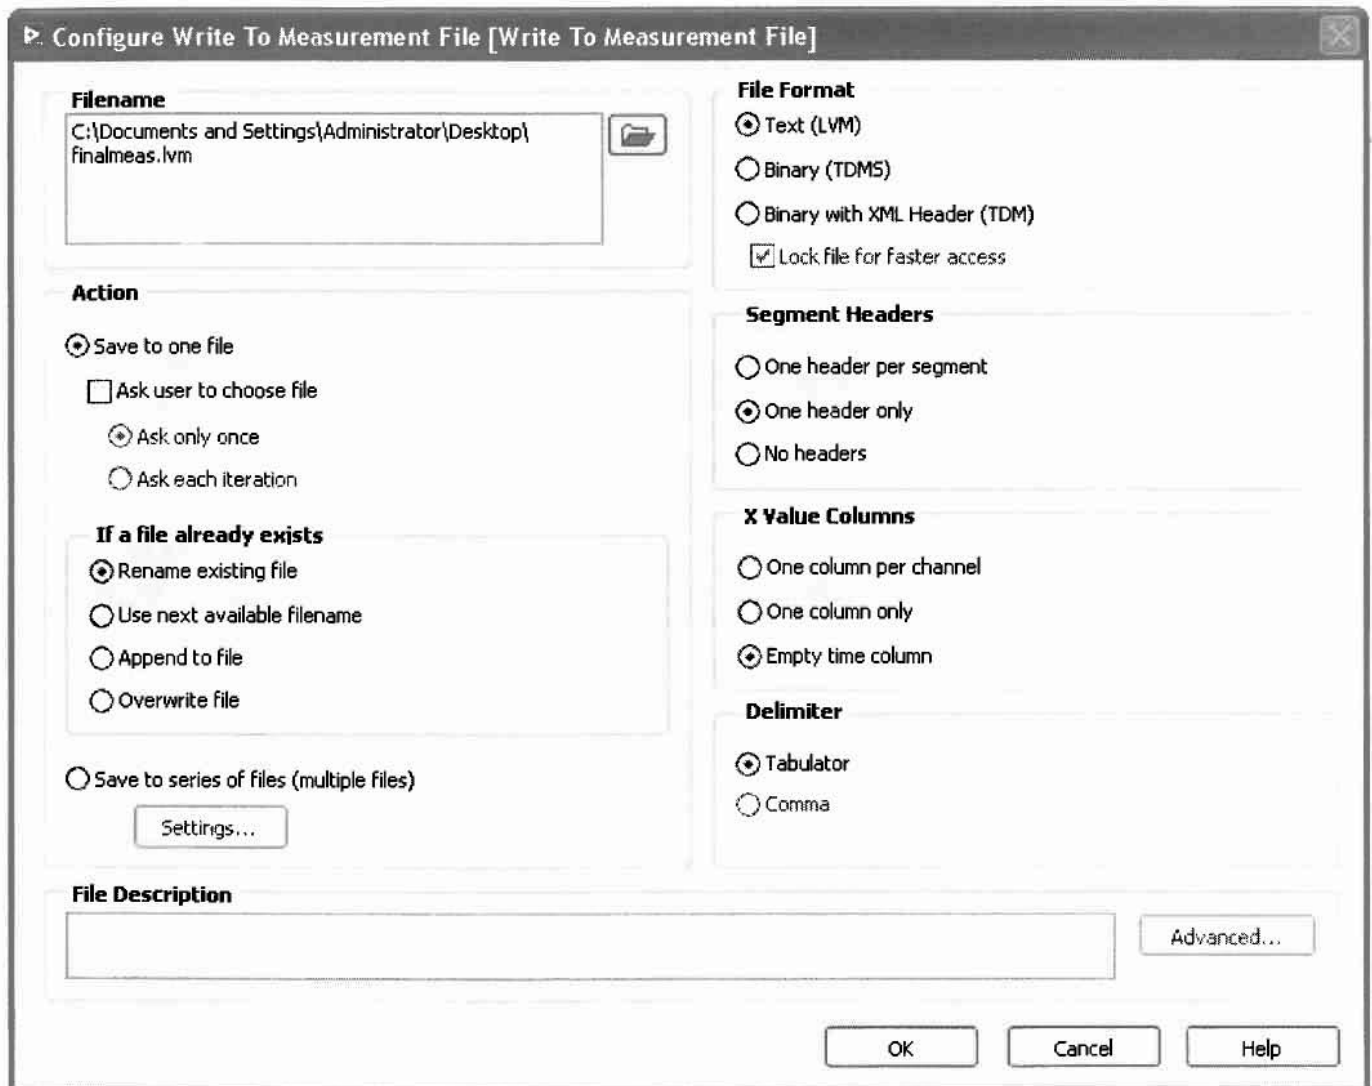 Configure Write To Measurement File [Write To Measurement File]
Filename
C:\Documents and Settings\Administrator\Desktop\
finalmeas.lvm
Action
Save to one file
Ask user to choose file
Ask only once
Ask each iteration
If a file already exists
Rename existing file
Use next available filename
Append to file
Overwrite file
Save to series of files (multiple files)
Settings...
File Format
Text (LVM)
Binary (TDMS)
Binary with XML Header (TDM)
Lock file for faster access
Segment Headers
One header per segment
One header only
No headers
X Value Columns
One column per channel
One column only
Empty time column
Delimiter
Tabulator
Comma
File Description
Advanced...
OK
Cancel
Help